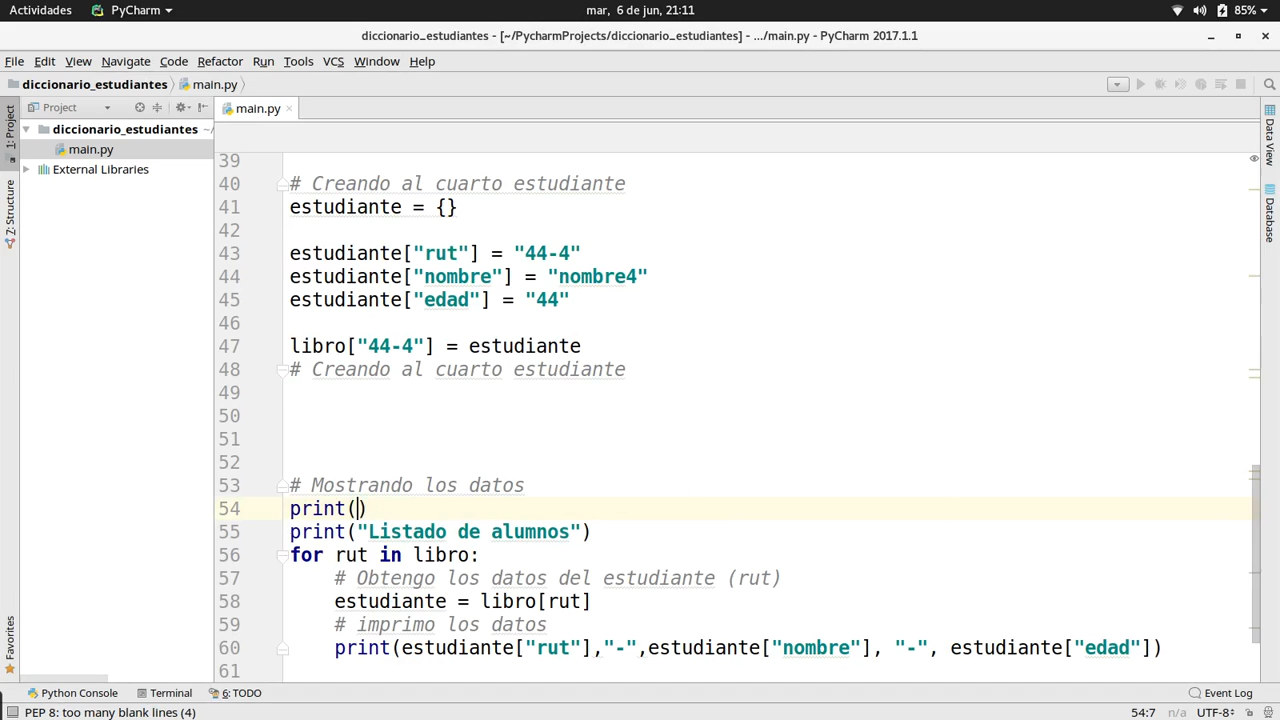 Actividades PyCharm mar, 6 de jun, 21:11 85%
diccionario_estudiantes - [~/PycharmProjects/diccionario_estudiantes] - .../main.py - PyCharm 2017.1.1
File Edit View Navigate Code Refactor Run Tools VCS Window Help
diccionario_estudiantes main.py
Project main.py
diccionario_estudiantes ~/
main.py
External Libraries
1: Project
7: Structure
Favorites
Data View
Database
39
40 # Creando al cuarto estudiante
41 estudiante = {}
42
43 estudiante["rut"] = "44-4"
44 estudiante["nombre"] = "nombre4"
45 estudiante["edad"] = "44"
46
47 libro["44-4"] = estudiante
48 # Creando al cuarto estudiante
49
50
51
52
53 # Mostrando los datos
54 print()
55 print("Listado de alumnos")
56 for rut in libro:
57 # Obtengo los datos del estudiante (rut)
58 estudiante = libro[rut]
59 # imprimo los datos
60 print(estudiante["rut"],"-",estudiante["nombre"], "-", estudiante["edad"])
61
Python Console Terminal 6: TODO Event Log
PEP 8: too many blank lines (4) 54:7 n/a UTF-8